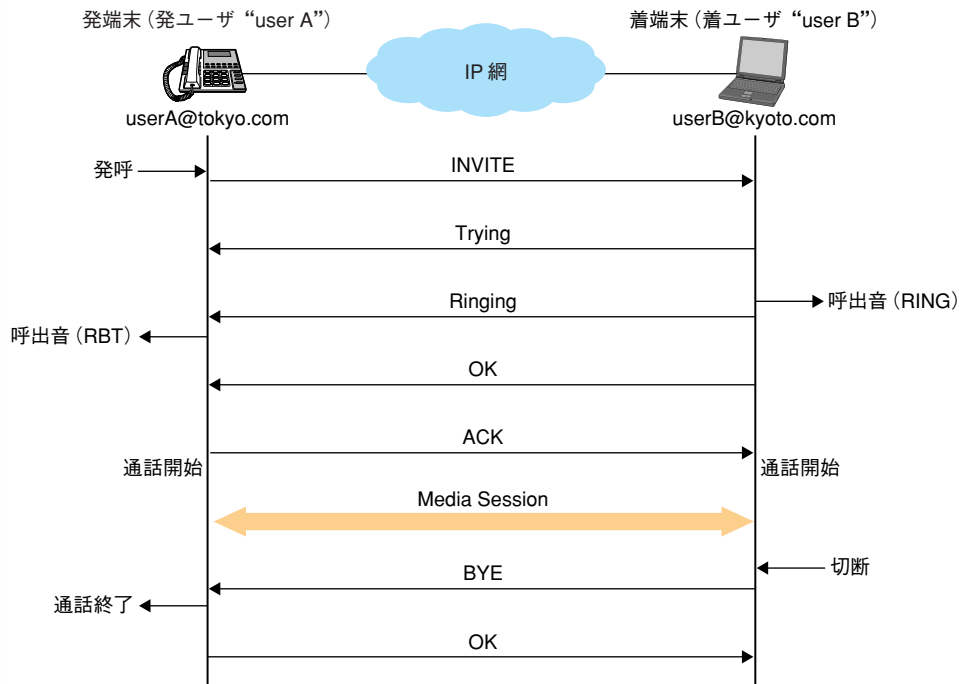 発端末（発ユーザ“user A”）
着端末（着ユーザ“user B”）
IP 網
userA@tokyo.com
userB@kyoto.com
発呼
INVITE
Trying
Ringing
呼出音（RING）
呼出音（RBT）
OK
ACK
通話開始
通話開始
Media Session
切断
BYE
通話終了
OK